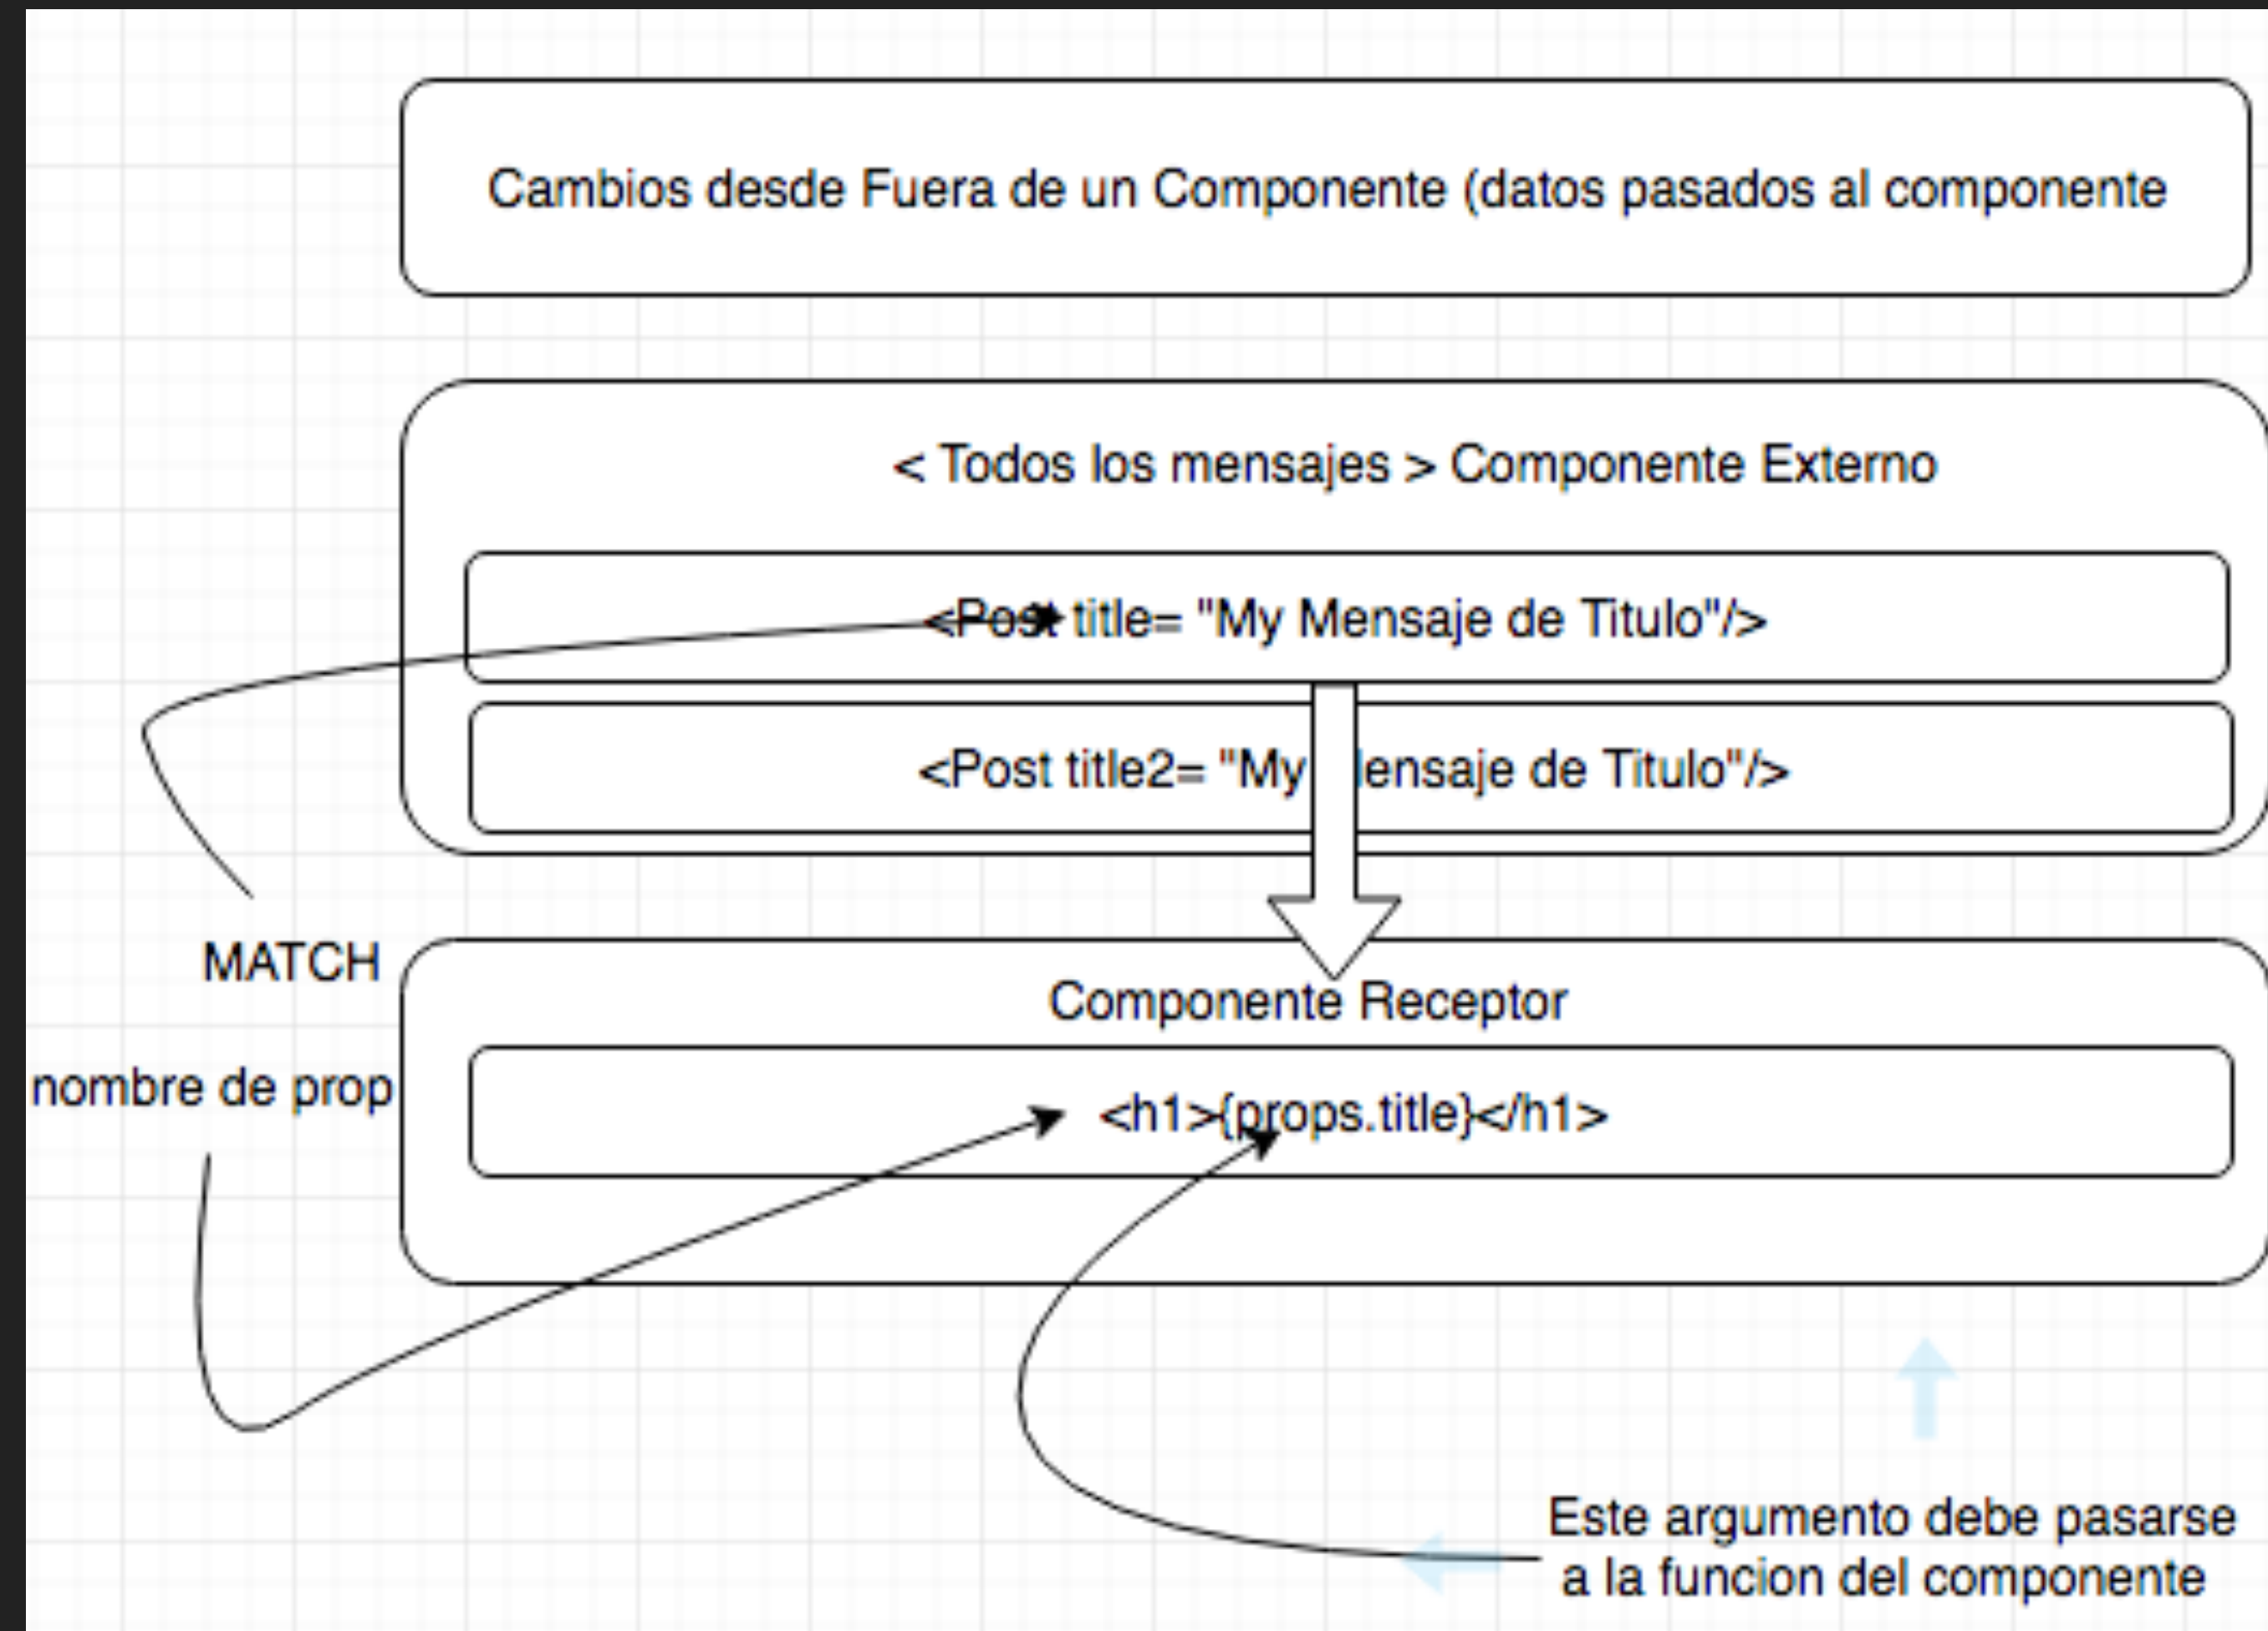 Cambios desde Fuera de un Componente (datos pasados al componente
< Todos los mensajes > Componente Externo
<Post title= "My Mensaje de Titulo"/>
<Post title2= "My Mensaje de Titulo"/>
MATCH
Componente Receptor
nombre de prop
<h1>{props.title}</h1>
Este argumento debe pasarse
a la funcion del componente